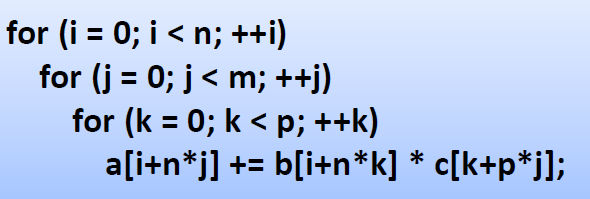 for (i = 0; i < n; ++i)
for (j = 0; j < m; ++j)
for (k = 0; k < p; ++k)
a[i+n*j] += b[i+n*k] * c[k+p*j];